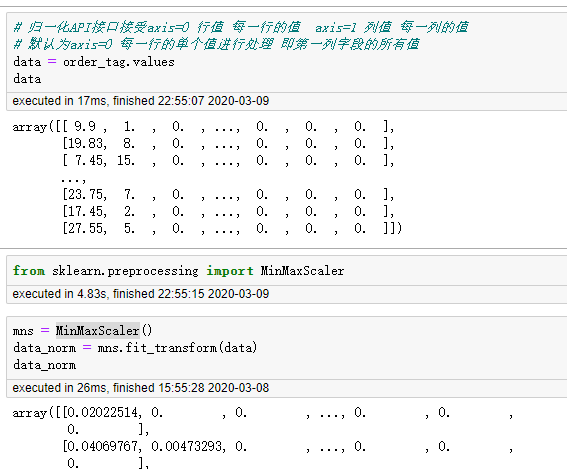 # 归一化API接口接受axis=0 行值 每一行的值  axis=1 列值 每一列的值
# 默认为axis=0 每一行的单个值进行处理 即第一列字段的所有值
data = order_tag.values
data
executed in 17ms, finished 22:55:07 2020-03-09
array([[ 9.9 ,  1.  ,  0.  , ...,  0.  ,  0.  ,  0.  ],
       [19.83,  8.  ,  0.  , ...,  0.  ,  0.  ,  0.  ],
       [ 7.45, 15.  ,  0.  , ...,  0.  ,  0.  ,  0.  ],
       ...,
       [23.75,  7.  ,  0.  , ...,  0.  ,  0.  ,  0.  ],
       [17.45,  2.  ,  0.  , ...,  0.  ,  0.  ,  0.  ],
       [27.55,  5.  ,  0.  , ...,  0.  ,  0.  ,  0.  ]])
from sklearn.preprocessing import MinMaxScaler
executed in 4.83s, finished 22:55:15 2020-03-09
mns = MinMaxScaler()
data_norm = mns.fit_transform(data)
data_norm
executed in 26ms, finished 15:55:28 2020-03-08
array([[0.02022514, 0.        , 0.        , ..., 0.        , 0.        ,
        0.        ],
       [0.04069767, 0.00473293, 0.        , ..., 0.        , 0.        ,
        0.        ],